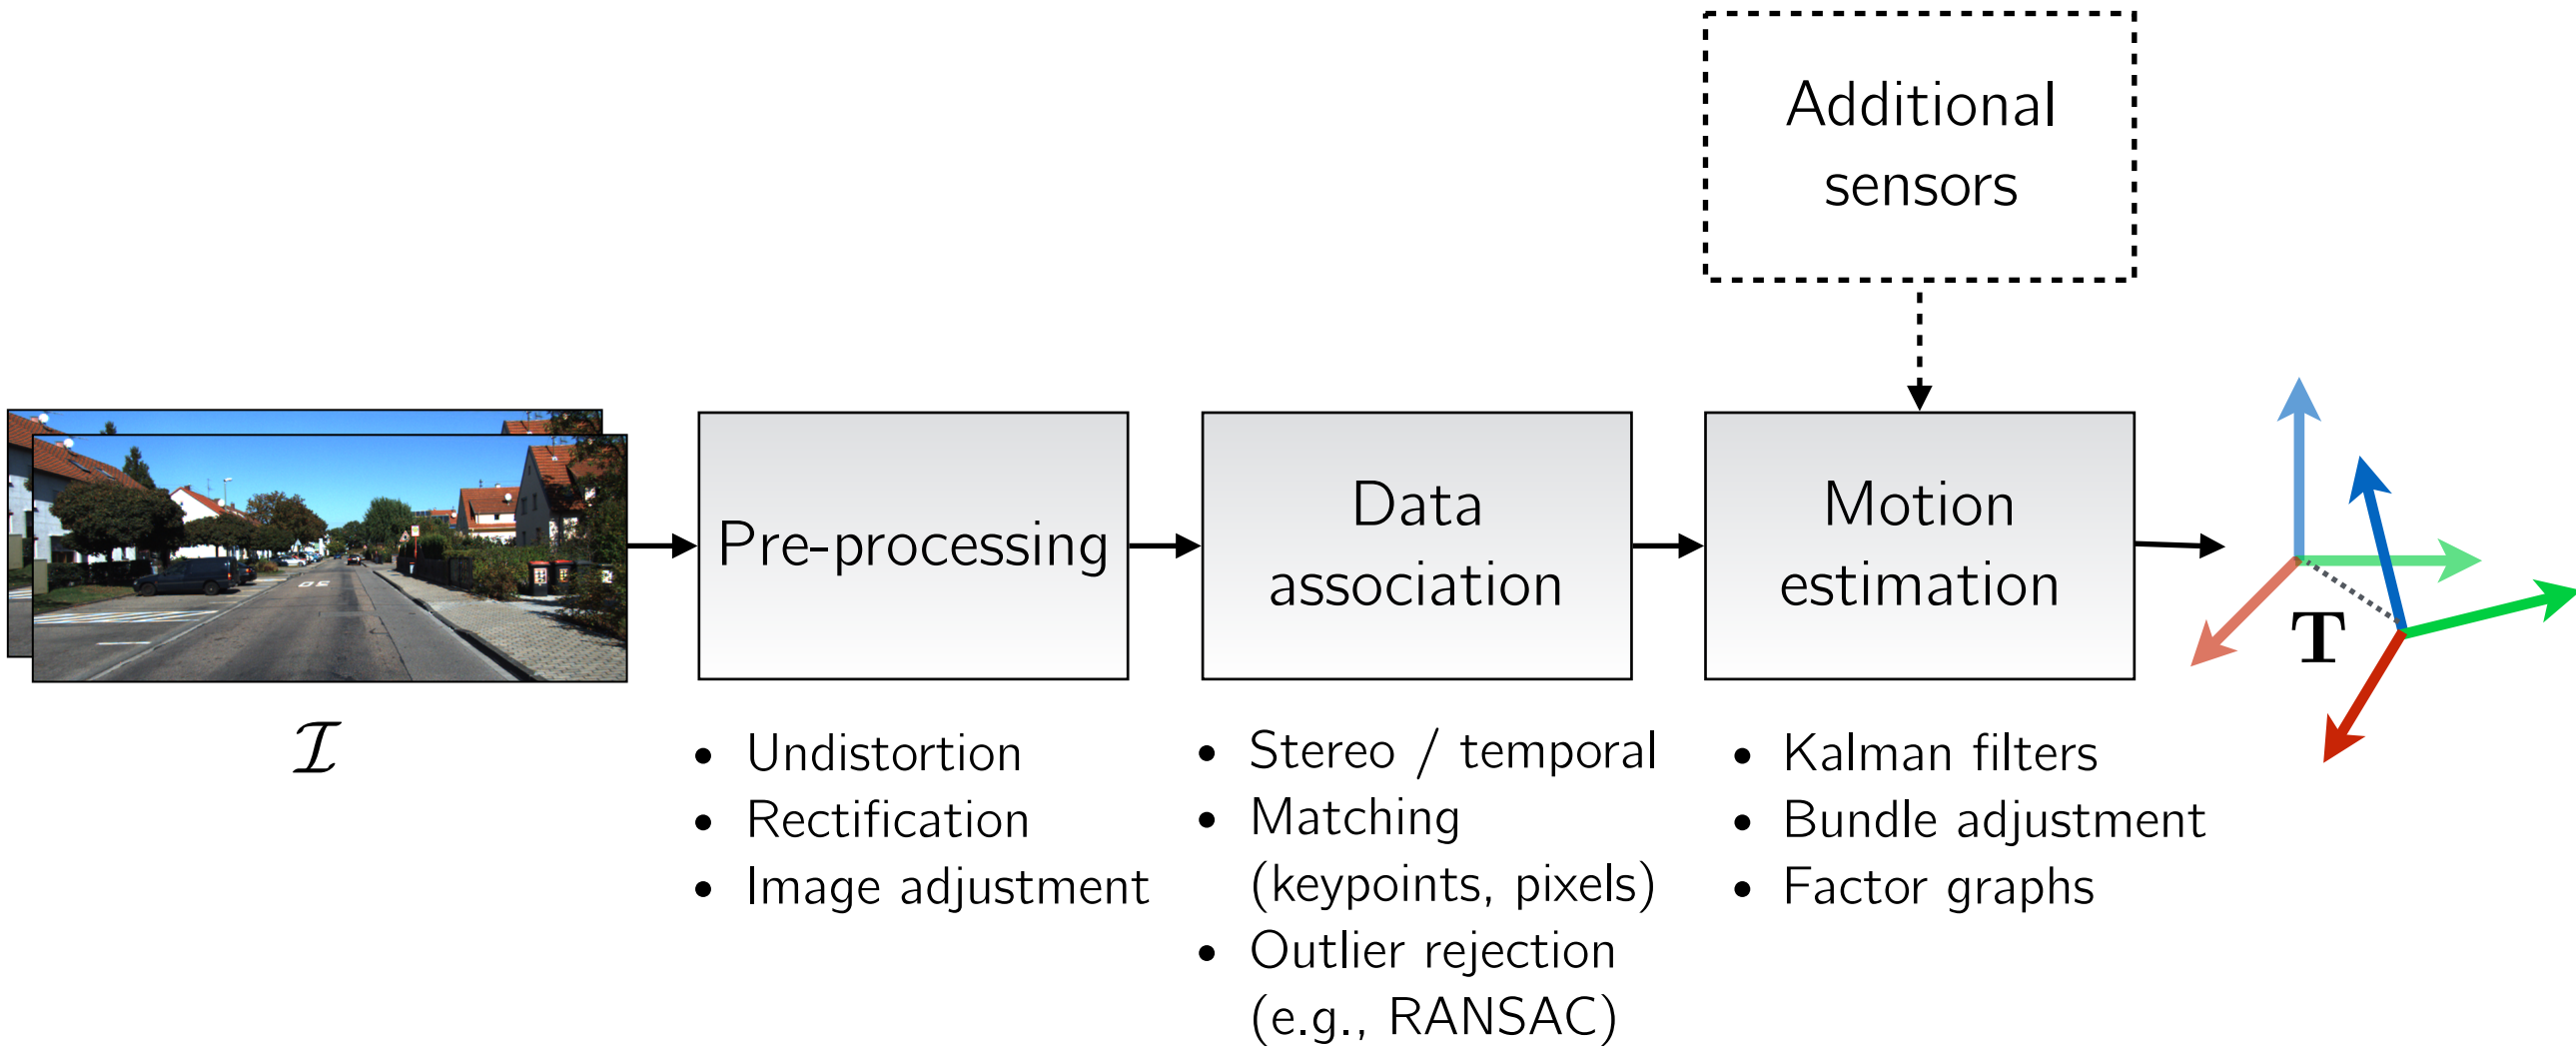 Additional
sensors
Pre-processing
Data
association
Motion
estimation
T
ℐ
• Undistortion
• Rectification
• Image adjustment
• Stereo / temporal
• Matching
(keypoints, pixels)
• Outlier rejection
(e.g., RANSAC)
• Kalman filters
• Bundle adjustment
• Factor graphs